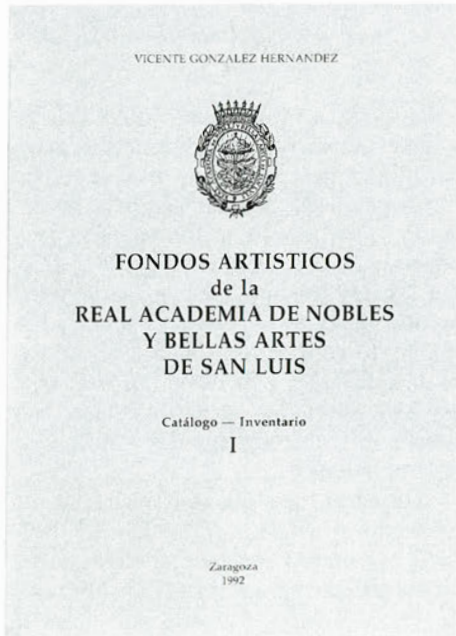 VICENTE GONZALEZ HERNANDEZ
FONDOS ARTISTICOS
de la
REAL ACADEMIA DE NOBLES
Y BELLAS ARTES
DE SAN LUIS
Catálogo — Inventario
I
Zaragoza
1992